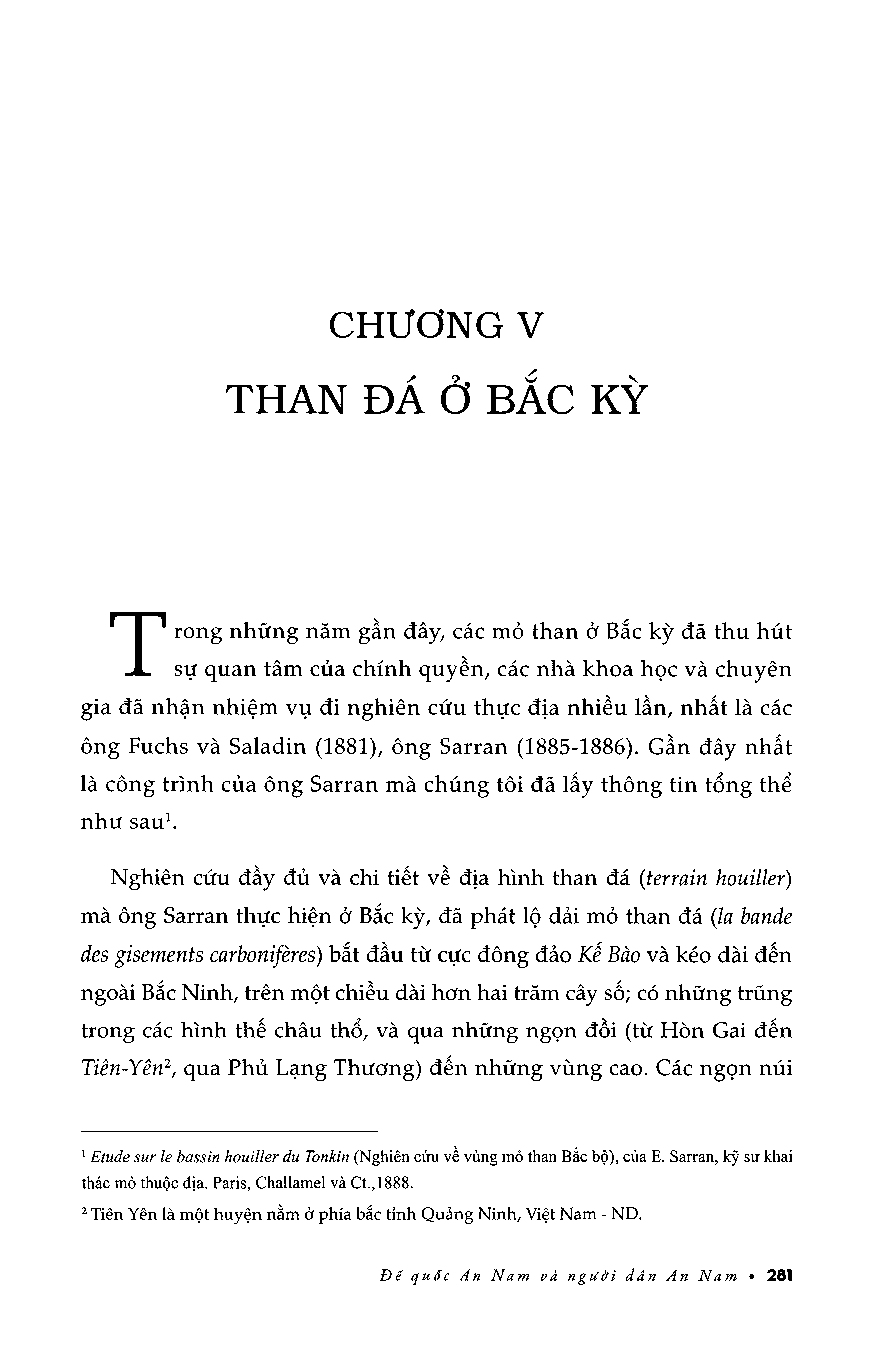 CHƯƠNG V
THAN ĐÁ Ở BẮC KỲ
Trong những năm gần đây, các mỏ than ở Bắc kỳ đã thu hút
sự quan tâm của chính quyền, các nhà khoa học và chuyên
gia đã nhận nhiệm vụ đi nghiên cứu thực địa nhiều lần, nhất là các
ông Fuchs và Saladin (1881), ông Sarran (1885-1886). Gần đây nhất
là công trình của ông Sarran mà chúng tôi đã lấy thông tin tổng thể
như sau¹.
Nghiên cứu đầy đủ và chi tiết về địa hình than đá (terrain houiller)
mà ông Sarran thực hiện ở Bắc kỳ, đã phát lộ dải mỏ than đá (la bande
des gisements carbonifères) bắt đầu từ cực đông đảo Kế Bào và kéo dài đến
ngoài Bắc Ninh, trên một chiều dài hơn hai trăm cây số; có những trũng
trong các hình thế châu thổ, và qua những ngọn đồi (từ Hòn Gai đến
Tiên-Yên², qua Phủ Lạng Thương) đến những vùng cao. Các ngọn núi
¹ Etude sur le bassin houiller du Tonkin (Nghiên cứu về vùng mỏ than Bắc bộ), của E. Sarran, kỹ sư khai
thác mỏ thuộc địa. Paris, Challamel và Ct.,1888.
² Tiên Yên là một huyện nằm ở phía bắc tỉnh Quảng Ninh, Việt Nam - ND.
Đế quốc An Nam và người dân An Nam • 281